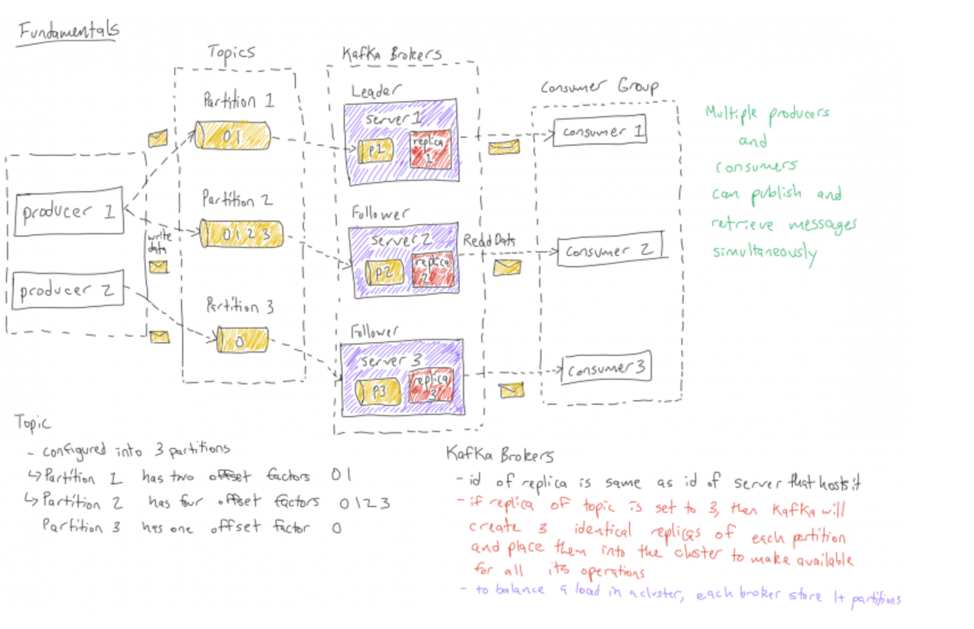 Fundamentals
Topics
Kafka Brokers
Consumer Group
Partition 1
0 1
Partition 2
0 1 2 3
Partition 3
0
producer 1
producer 2
write
data
Leader
server 1
P1
replica
1
Follower
server 2
P2
replica
2
Follower
server 3
P3
replica
3
Read Data
consumer 1
consumer 2
consumer 3
Multiple producers
and
consumers
can publish and
retrieve messages
simultaneously
Topic
- configured into 3 partitions
↳ Partition 1 has two offset factors 0 1
↳ Partition 2 has four offset factors 0 1 2 3
Partition 3 has one offset factor 0
Kafka Brokers
- id of replica is same as id of server that hosts it
- if replica of topic is set to 3, then Kafka will
create 3 identical replicas of each partition
and place them into the cluster to make available
for all its operations
- to balance a load in a cluster, each broker store 1+ partitions